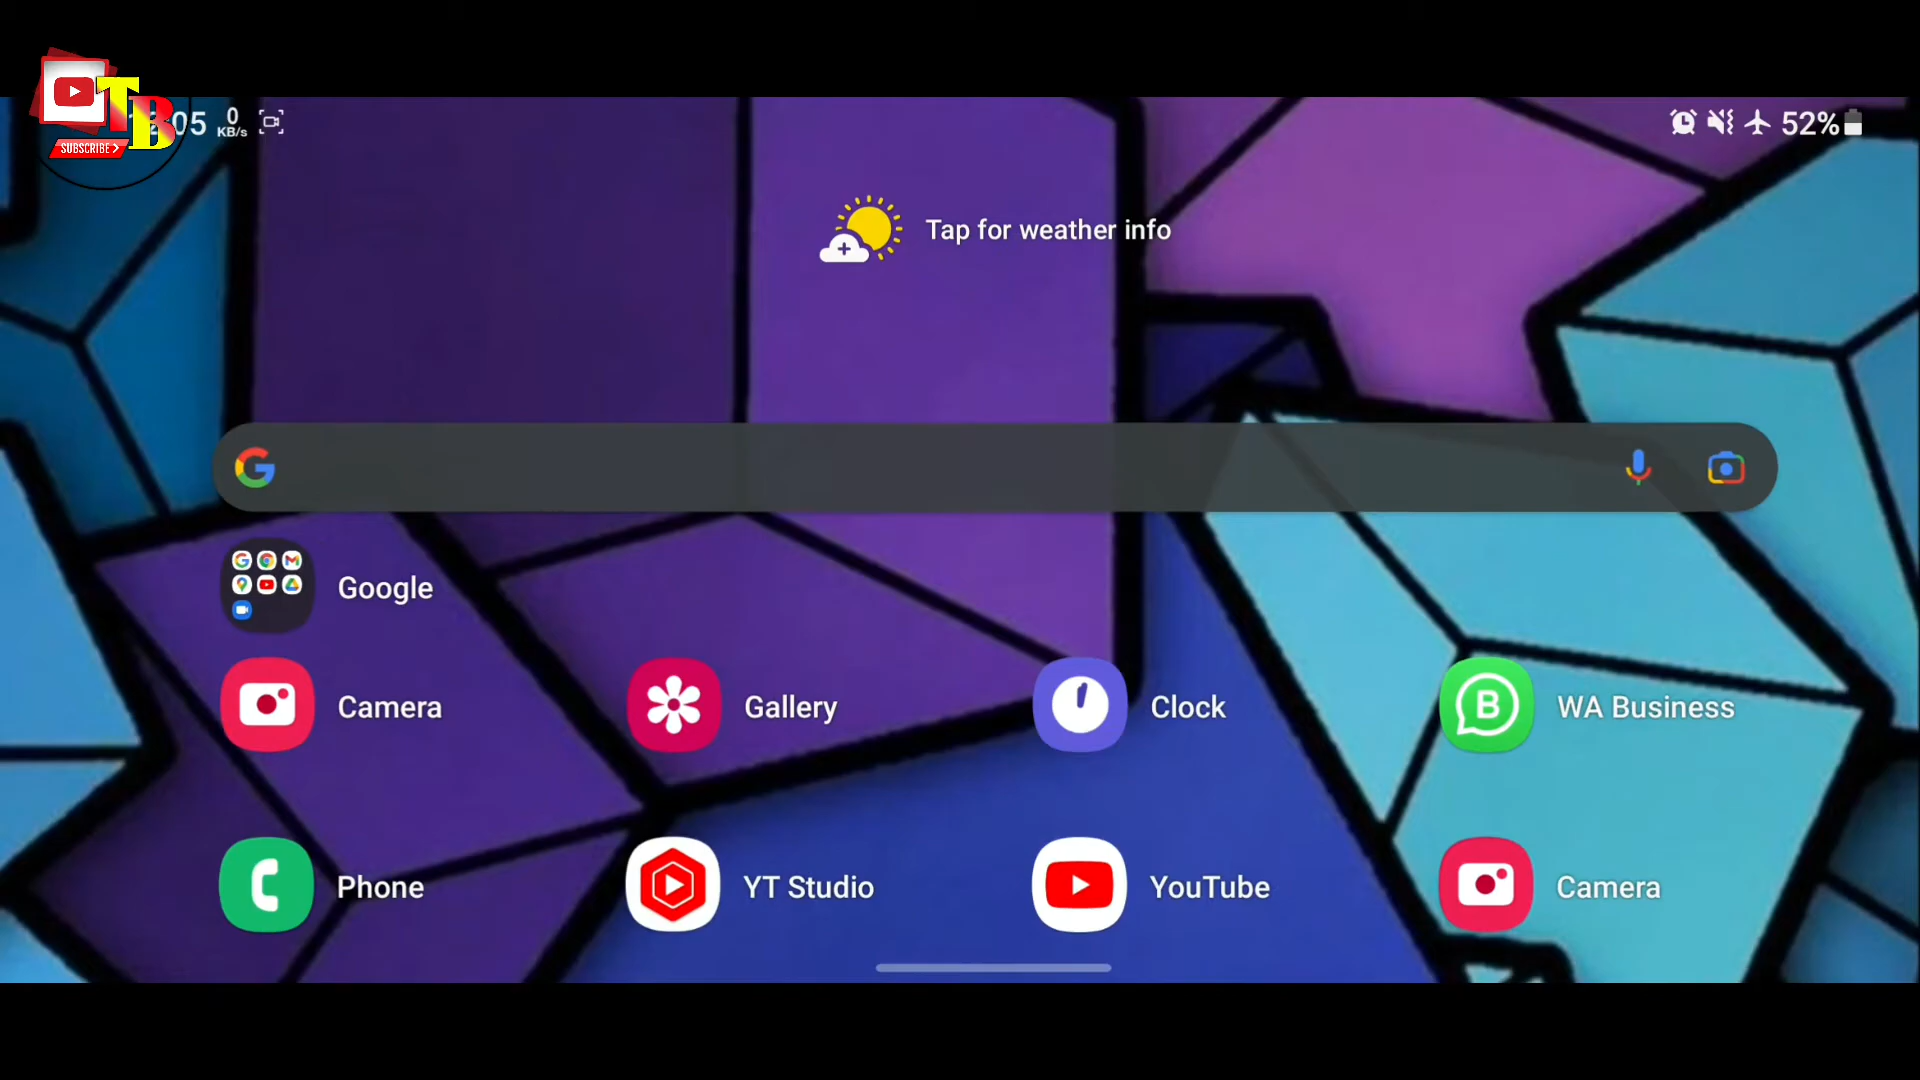 TB
SUBSCRIBE >
05
0
KB/s
52%
Tap for weather info
Google
Camera
Gallery
Clock
WA Business
Phone
YT Studio
YouTube
Camera